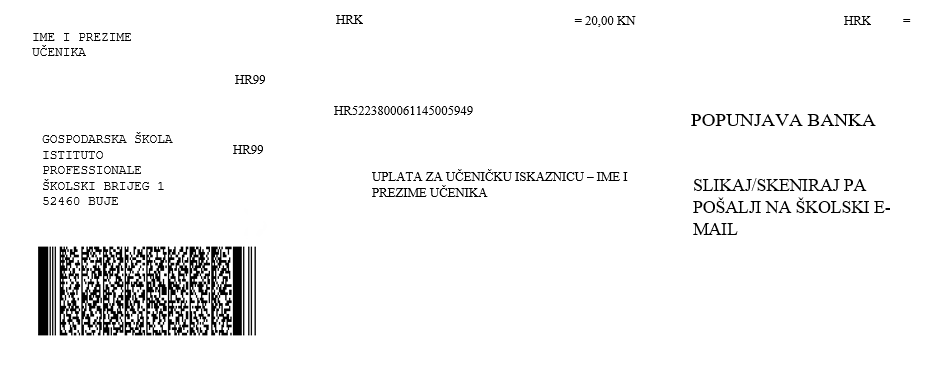 HRK = 20,00 KN HRK =
IME I PREZIME
UČENIKA
HR99
HR5223800061145005949
POPUNJAVA BANKA
GOSPODARSKA ŠKOLA
ISTITUTO
PROFESSIONALE
ŠKOLSKI BRIJEG 1
52460 BUJE
HR99
UPLATA ZA UČENIČKU ISKAZNICU – IME I
PREZIME UČENIKA
SLIKAJ/SKENIRAJ PA
POŠALJI NA ŠKOLSKI E-
MAIL